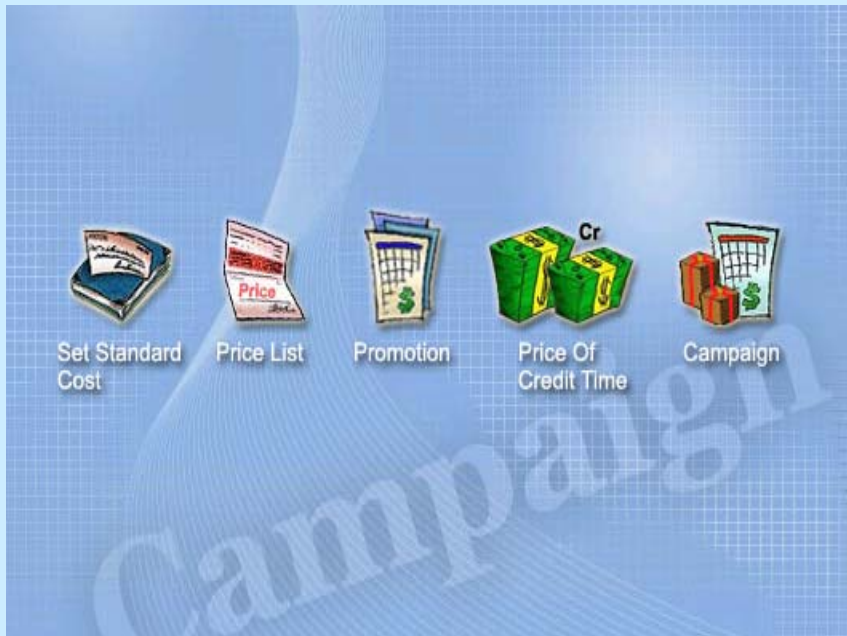 Cr
Price
Set Standard
Cost
Price List
Promotion
Price Of
Credit Time
Campaign
Campaign